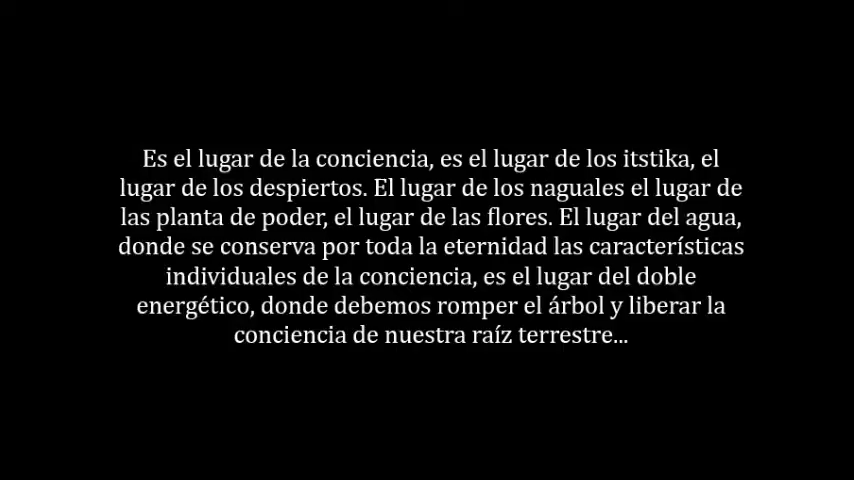 Es el lugar de la conciencia, es el lugar de los itstika, el
lugar de los despiertos. El lugar de los naguales el lugar de
las planta de poder, el lugar de las flores. El lugar del agua,
donde se conserva por toda la eternidad las características
individuales de la conciencia, es el lugar del doble
energético, donde debemos romper el árbol y liberar la
conciencia de nuestra raíz terrestre...